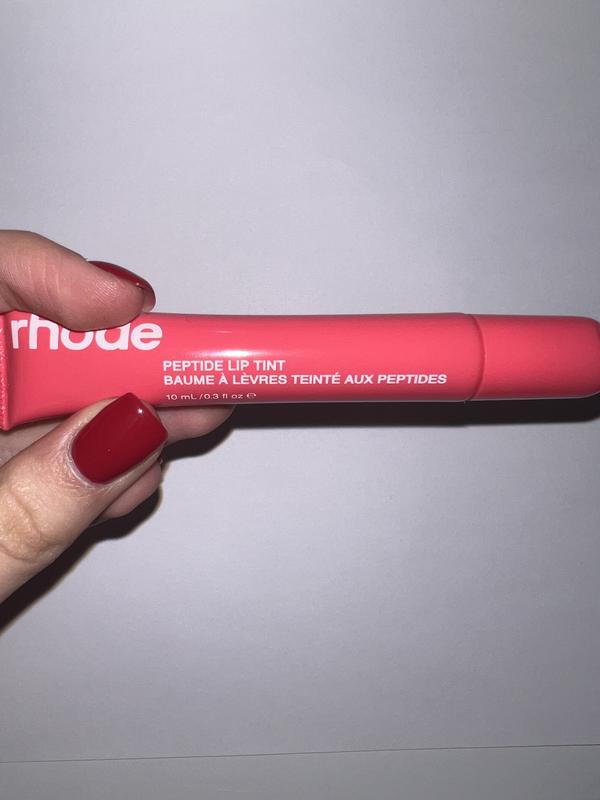 rhode
PEPTIDE LIP TINT
BAUME À LÈVRES TEINTÉ AUX PEPTIDES
10 mL / 0.3 fl oz ℮